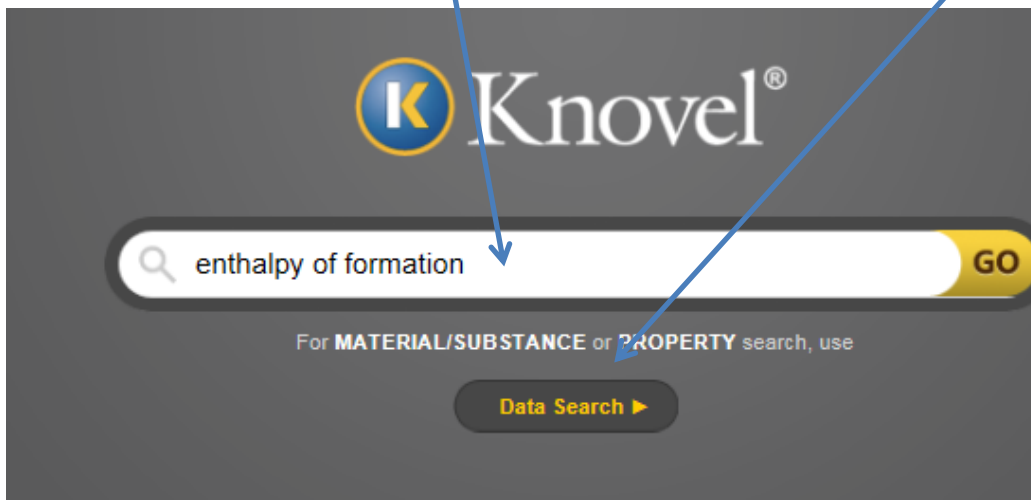 K Knovel®
enthalpy of formation GO
For MATERIAL/SUBSTANCE or PROPERTY search, use
Data Search ▶